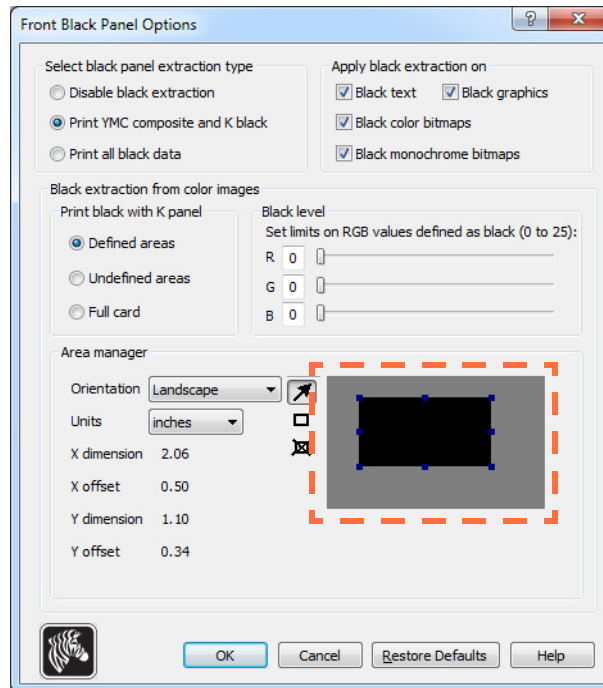 Front Black Panel Options
Select black panel extraction type
Disable black extraction
Print YMC composite and K black
Print all black data
Apply black extraction on
Black text
Black graphics
Black color bitmaps
Black monochrome bitmaps
Black extraction from color images
Print black with K panel
Defined areas
Undefined areas
Full card
Black level
Set limits on RGB values defined as black (0 to 25):
R 0
G 0
B 0
Area manager
Orientation Landscape
Units inches
X dimension 2.06
X offset 0.50
Y dimension 1.10
Y offset 0.34
OK
Cancel
Restore Defaults
Help